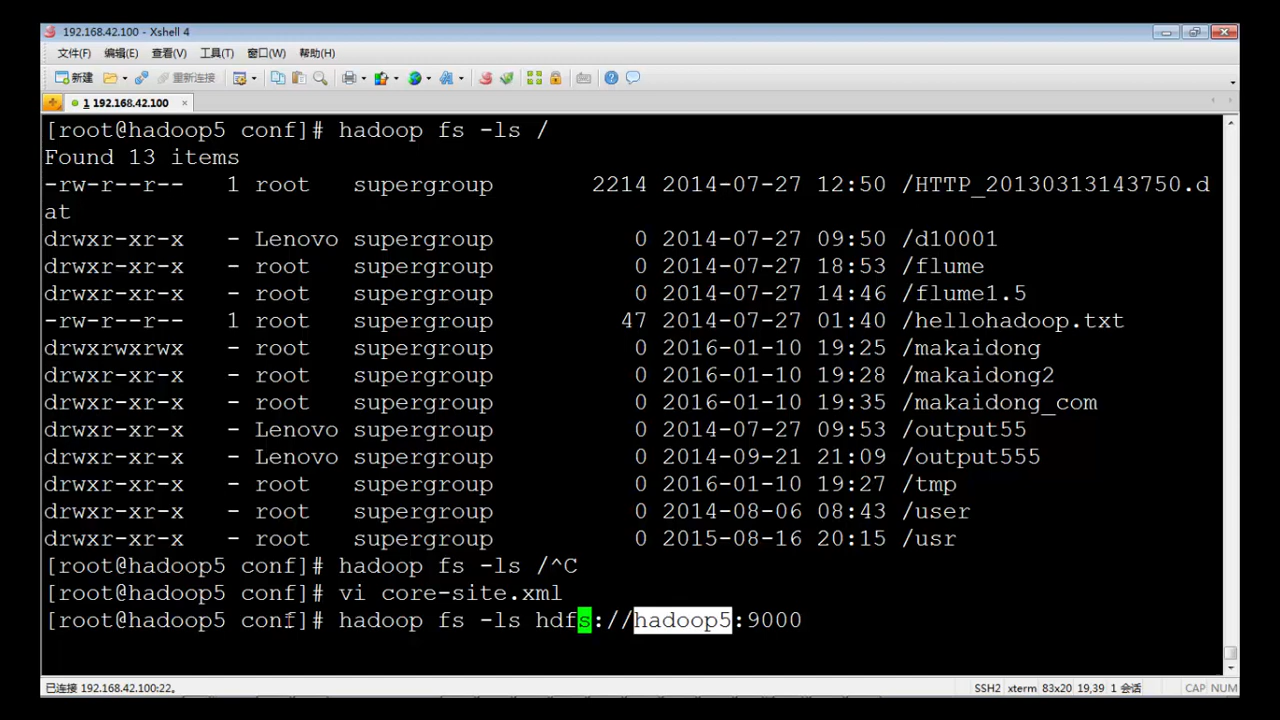 192.168.42.100 - Xshell 4
文件(F) 编辑(E) 查看(V) 工具(T) 窗口(W) 帮助(H)
新建 重新连接
1 192.168.42.100
[root@hadoop5 conf]# hadoop fs -ls /
Found 13 items
-rw-r--r--   1 root   supergroup       2214 2014-07-27 12:50 /HTTP_20130313143750.d
at
drwxr-xr-x   - Lenovo supergroup          0 2014-07-27 09:50 /d10001
drwxr-xr-x   - root   supergroup          0 2014-07-27 18:53 /flume
drwxr-xr-x   - root   supergroup          0 2014-07-27 14:46 /flume1.5
-rw-r--r--   1 root   supergroup         47 2014-07-27 01:40 /hellohadoop.txt
drwxrwxrwx   - root   supergroup          0 2016-01-10 19:25 /makaidong
drwxr-xr-x   - root   supergroup          0 2016-01-10 19:28 /makaidong2
drwxr-xr-x   - root   supergroup          0 2016-01-10 19:35 /makaidong_com
drwxr-xr-x   - Lenovo supergroup          0 2014-07-27 09:53 /output55
drwxr-xr-x   - Lenovo supergroup          0 2014-09-21 21:09 /output555
drwxr-xr-x   - root   supergroup          0 2016-01-10 19:27 /tmp
drwxr-xr-x   - root   supergroup          0 2014-08-06 08:43 /user
drwxr-xr-x   - root   supergroup          0 2015-08-16 20:15 /usr
[root@hadoop5 conf]# hadoop fs -ls /^C
[root@hadoop5 conf]# vi core-site.xml
[root@hadoop5 conf]# hadoop fs -ls hdfs://hadoop5:9000
已连接 192.168.42.100:22。 SSH2 xterm 83x20 19,39 1 会话 CAP NUM